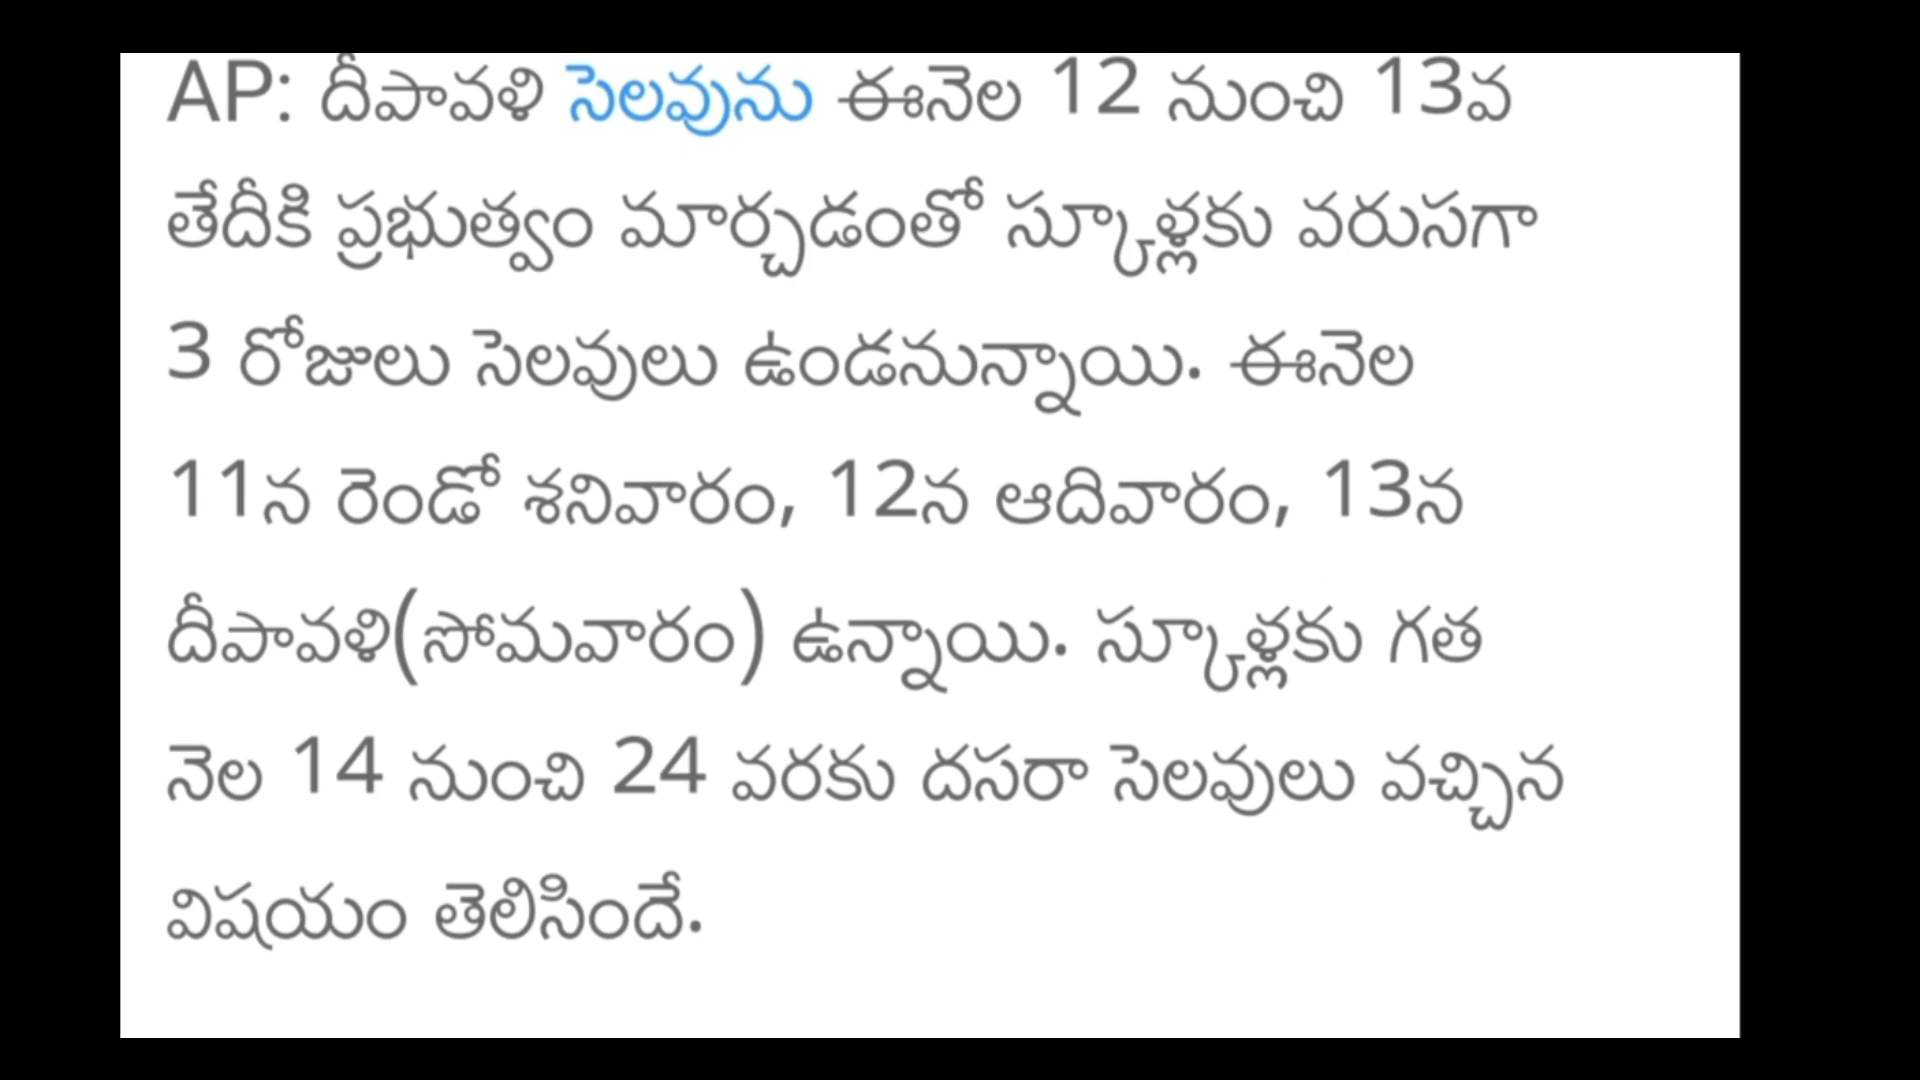 AP: దీపావళి సెలవును ఈనెల 12 నుంచి 13వ
తేదీకి ప్రభుత్వం మార్చడంతో స్కూళ్లకు వరుసగా
3 రోజులు సెలవులు ఉండనున్నాయి. ఈనెల
11న రెండో శనివారం, 12న ఆదివారం, 13న
దీపావళి(సోమవారం) ఉన్నాయి. స్కూళ్లకు గత
నెల 14 నుంచి 24 వరకు దసరా సెలవులు వచ్చిన
విషయం తెలిసిందే.